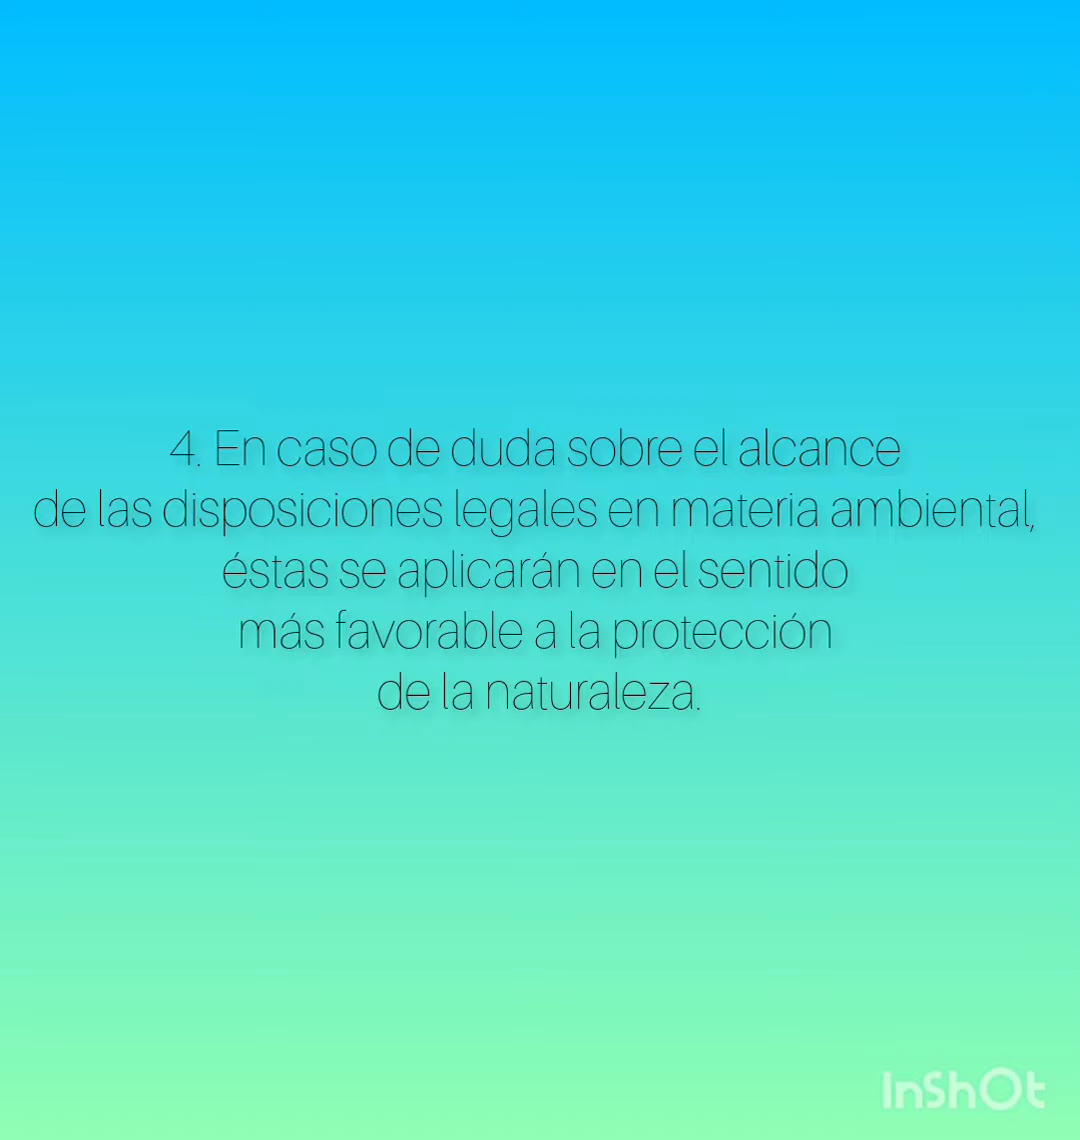 4. En caso de duda sobre el alcance
de las disposiciones legales en materia ambiental,
éstas se aplicarán en el sentido
más favorable a la protección
de la naturaleza.
InShOt